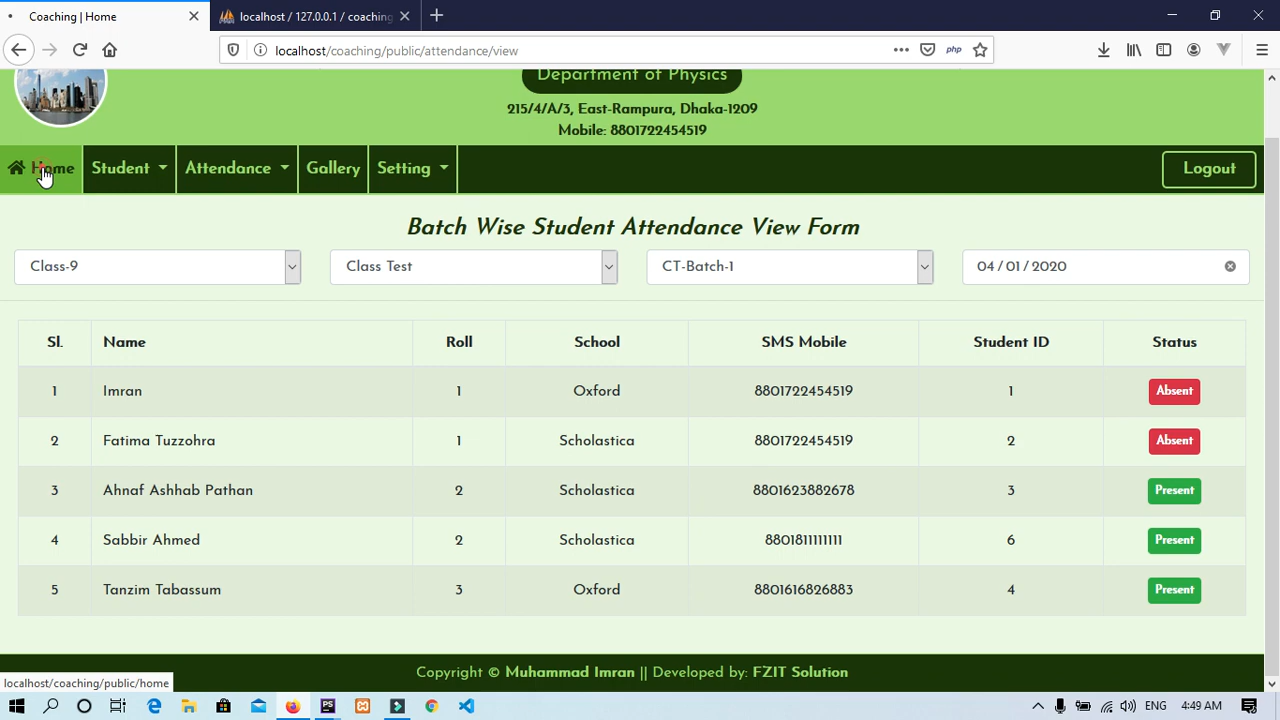 Coaching | Home
localhost / 127.0.0.1 / coaching
localhost/coaching/public/attendance/view
php
Department of Physics
215/4/A/3, East-Rampura, Dhaka-1209
Mobile: 8801722454519
Home Student Attendance Gallery Setting Logout
Batch Wise Student Attendance View Form
Class-9 Class Test CT-Batch-1 04 / 01 / 2020
Sl. Name Roll School SMS Mobile Student ID Status
1 Imran 1 Oxford 8801722454519 1 Absent
2 Fatima Tuzzohra 1 Scholastica 8801722454519 2 Absent
3 Ahnaf Ashhab Pathan 2 Scholastica 8801623882678 3 Present
4 Sabbir Ahmed 2 Scholastica 8801811111111 6 Present
5 Tanzim Tabassum 3 Oxford 8801616826883 4 Present
Copyright © Muhammad Imran || Developed by: FZIT Solution
localhost/coaching/public/home
PS
ENG 4:49 AM